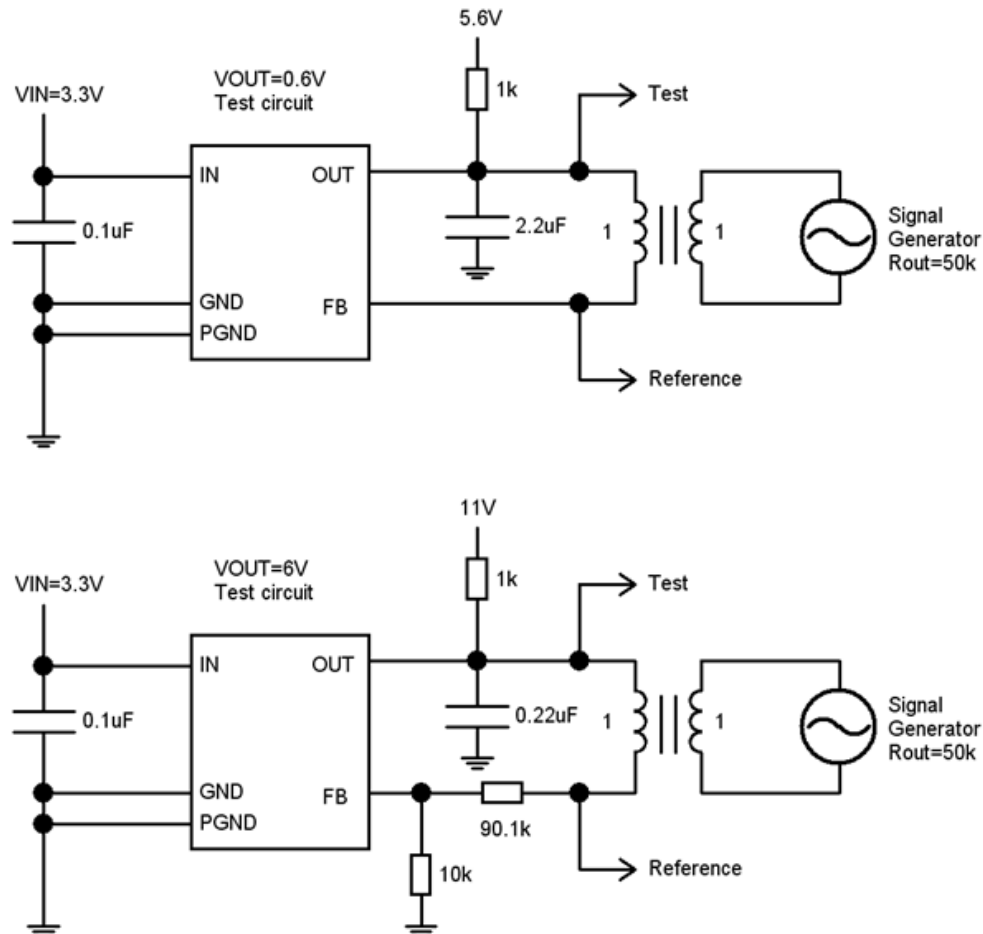 5.6V
VOUT=0.6V
Test circuit
1k
Test
VIN=3.3V
IN
OUT
0.1uF
2.2uF
1
1
Signal
Generator
Rout=50k
GND
FB
PGND
Reference
11V
VOUT=6V
Test circuit
1k
Test
VIN=3.3V
IN
OUT
0.1uF
0.22uF
1
1
Signal
Generator
Rout=50k
GND
FB
PGND
90.1k
10k
Reference